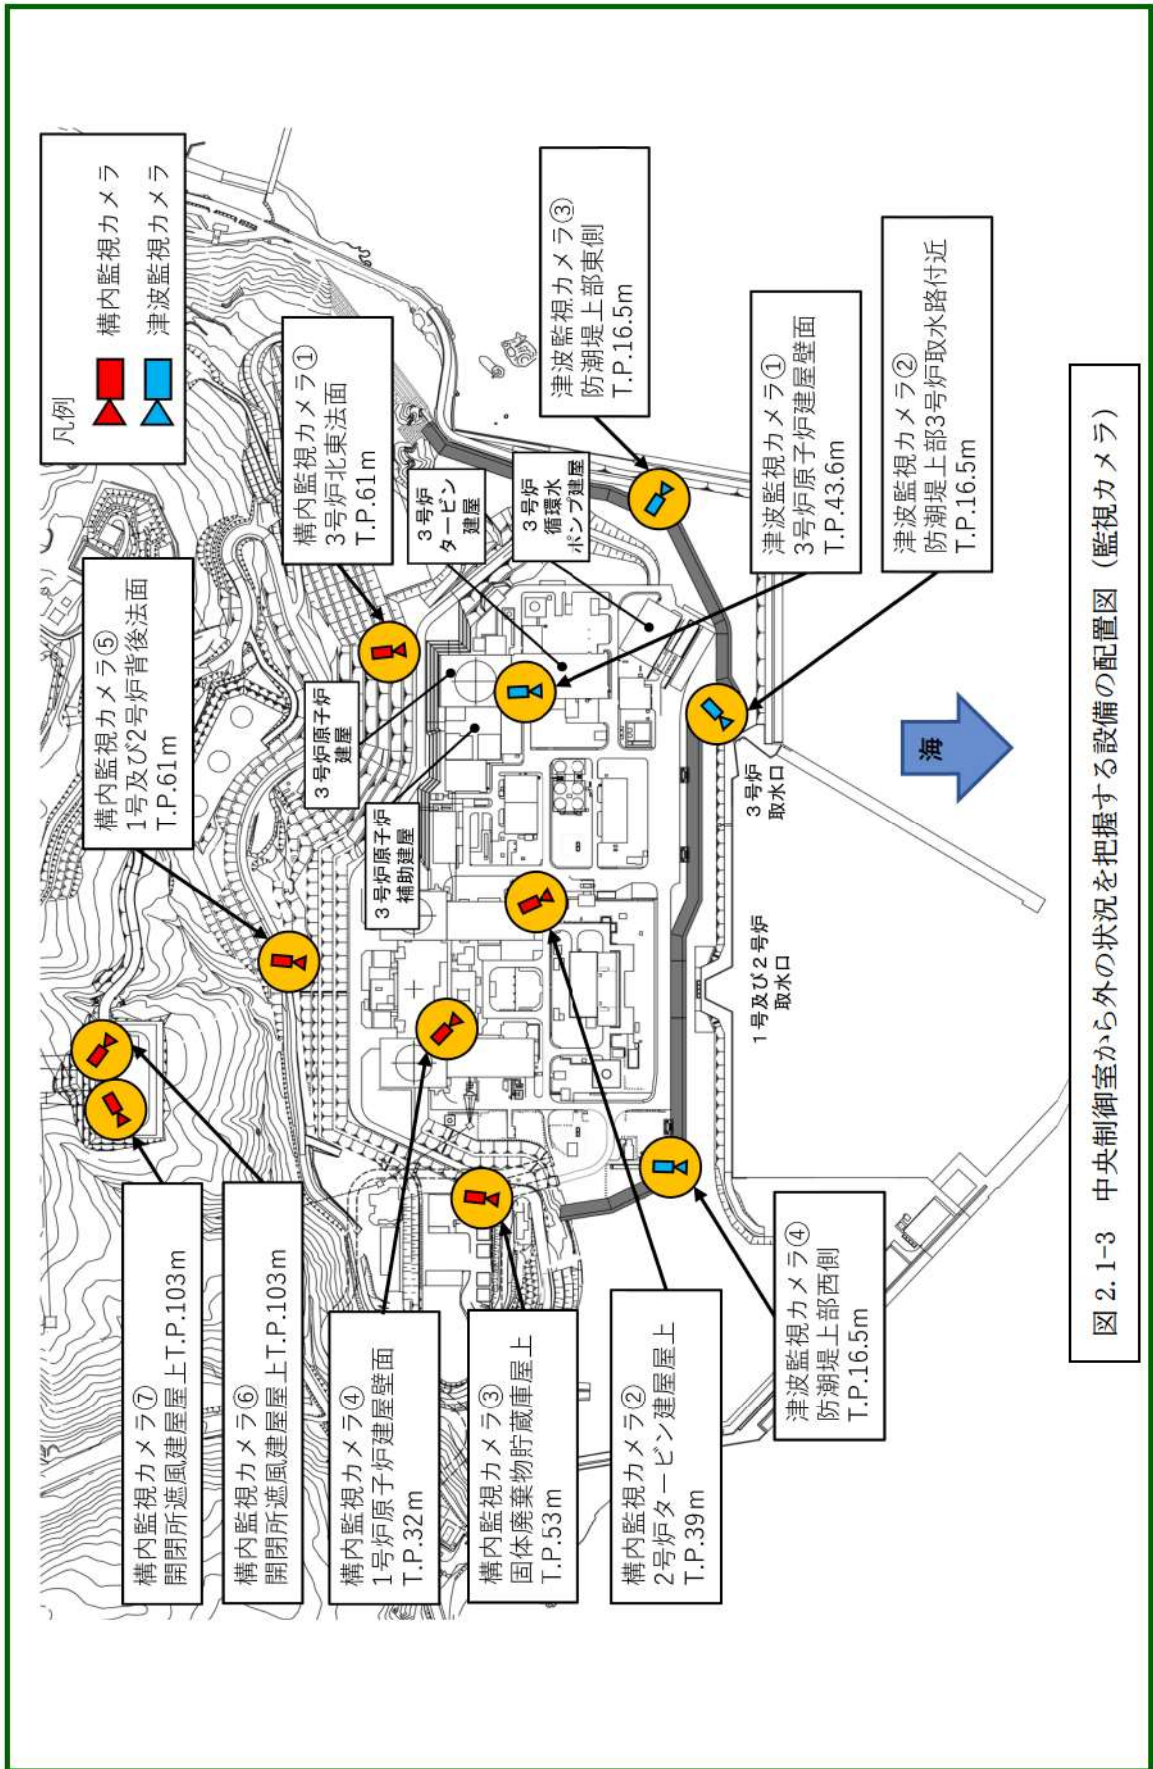 凡例
構内監視カメラ
津波監視カメラ
構内監視カメラ⑦
開閉所遮風建屋屋上T.P.103m
構内監視カメラ⑥
開閉所遮風建屋屋上T.P.103m
構内監視カメラ④
1号炉原子炉建屋壁面
T.P.32m
構内監視カメラ③
固体廃棄物貯蔵庫屋上
T.P.53m
構内監視カメラ②
2号炉タービン建屋屋上
T.P.39m
構内監視カメラ⑤
1号及び2号炉背後法面
T.P.61m
構内監視カメラ①
3号炉北東法面
T.P.61m
3号炉原子炉
建屋
3号炉原子炉
補助建屋
3号炉
タービン
建屋
3号炉
循環水
ポンプ建屋
津波監視カメラ③
防潮堤上部東側
T.P.16.5m
津波監視カメラ①
3号炉原子炉建屋壁面
T.P.43.6m
津波監視カメラ②
防潮堤上部3号炉取水路付近
T.P.16.5m
津波監視カメラ④
防潮堤上部西側
T.P.16.5m
1号及び2号炉
取水口
3号炉
取水口
海
図 2.1-3 中央制御室から外の状況を把握する設備の配置図（監視カメラ）